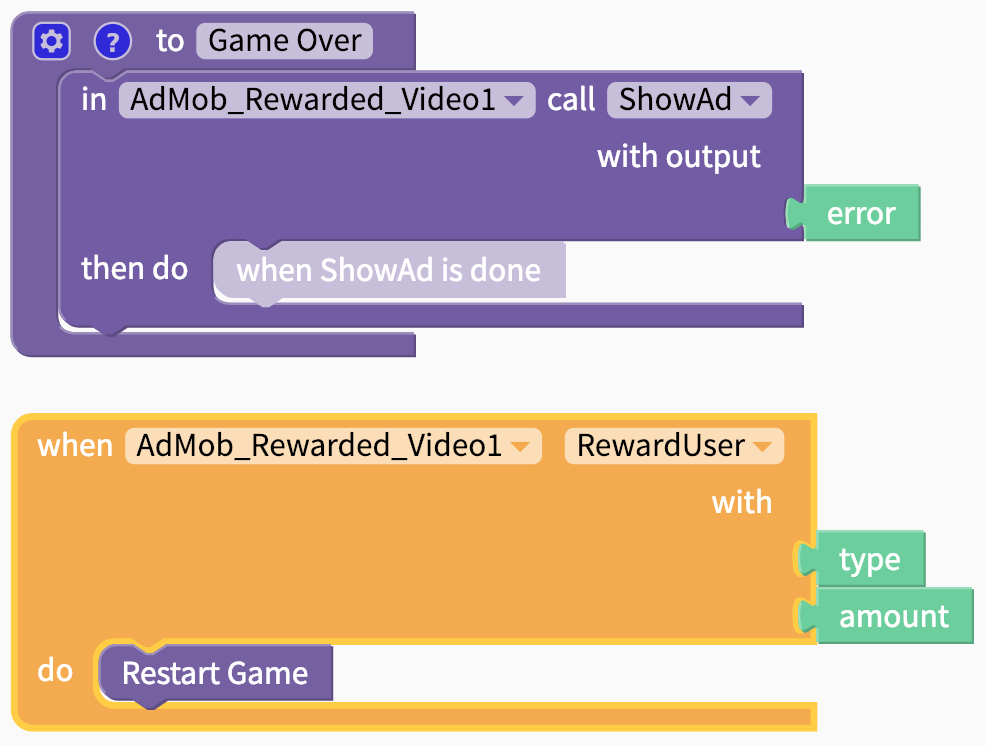 ? to Game Over
in AdMob_Rewarded_Video1 call ShowAd
with output
error
then do when ShowAd is done
when AdMob_Rewarded_Video1 RewardUser
with
type
amount
do Restart Game